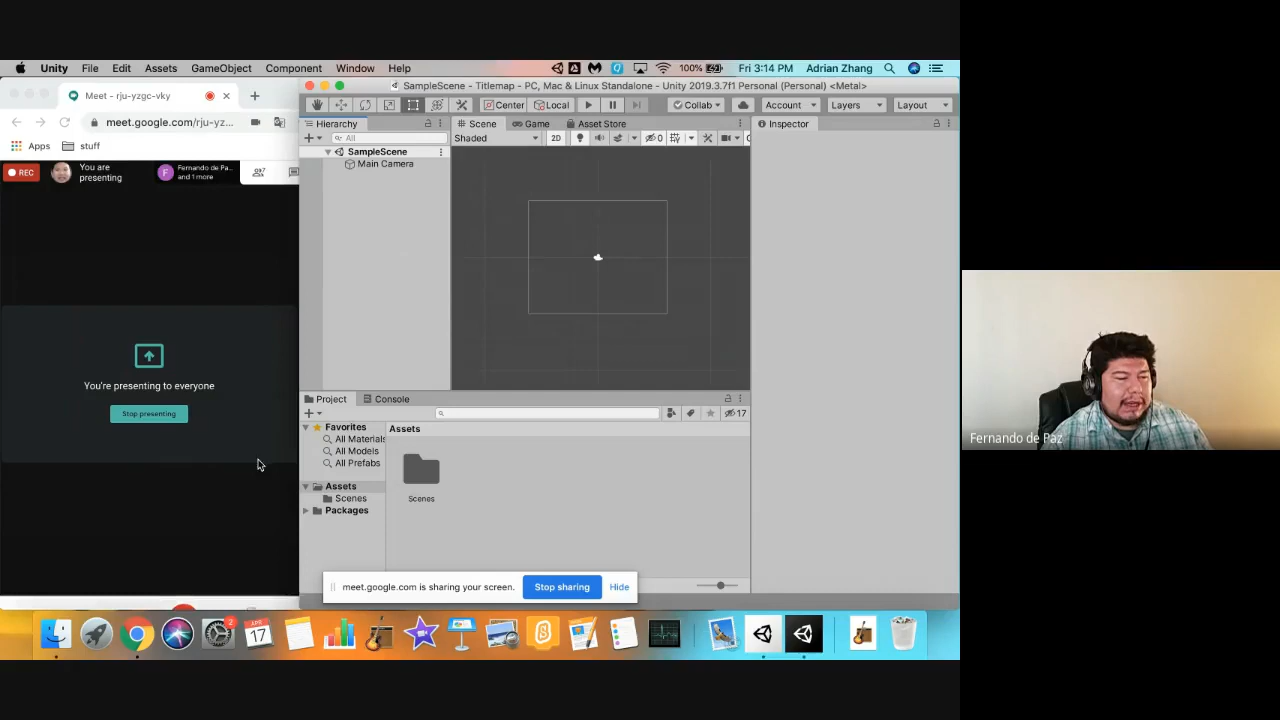 Unity File Edit Assets GameObject Component Window Help 100% Fri 3:14 PM Adrian Zhang
Meet - rju-yzgc-vky
SampleScene - Titlemap - PC, Mac & Linux Standalone - Unity 2019.3.7f1 Personal (Personal) <Metal>
Center Local Collab Account Layers Layout
meet.google.com/rju-yz...
Hierarchy Scene Game Asset Store Inspector
All Shaded 2D 0
Apps stuff
SampleScene
Main Camera
REC You are presenting
Fernando de Pa...
and 1 more
You're presenting to everyone
Stop presenting
Project Console
17
Favorites Assets
All Materials
All Models
All Prefabs
Assets
Scenes Scenes
Packages
meet.google.com is sharing your screen. Stop sharing Hide
2
APR
17
Fernando de Paz